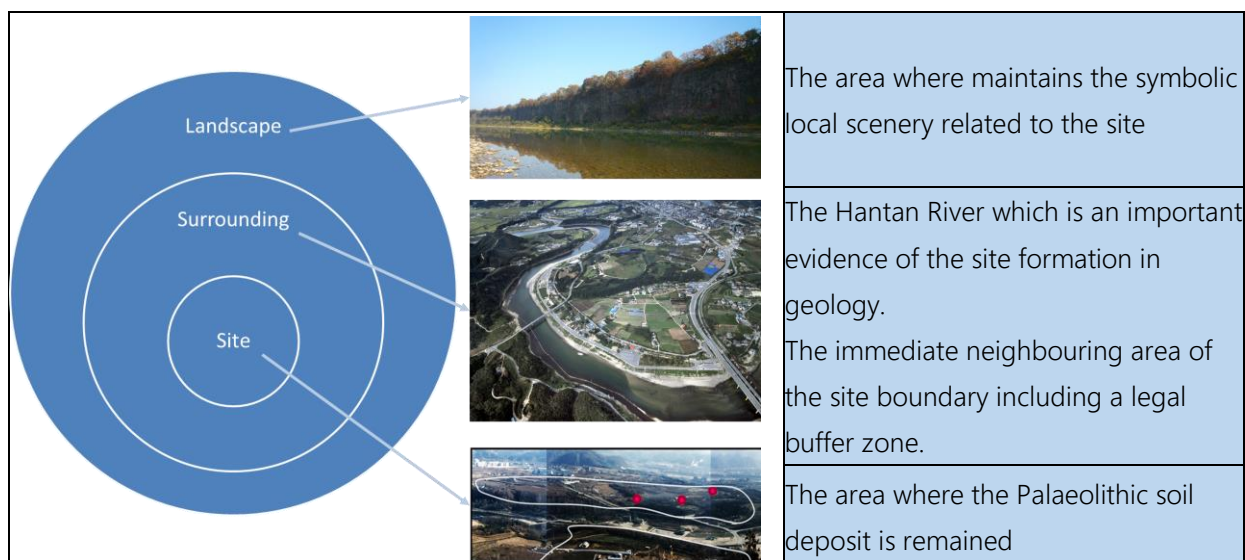 Landscape
Surrounding
Site
The area where maintains the symbolic
local scenery related to the site
The Hantan River which is an important
evidence of the site formation in
geology.
The immediate neighbouring area of
the site boundary including a legal
buffer zone.
The area where the Palaeolithic soil
deposit is remained